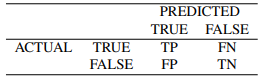 PREDICTED
TRUE FALSE
ACTUAL TRUE TP FN
FALSE FP TN